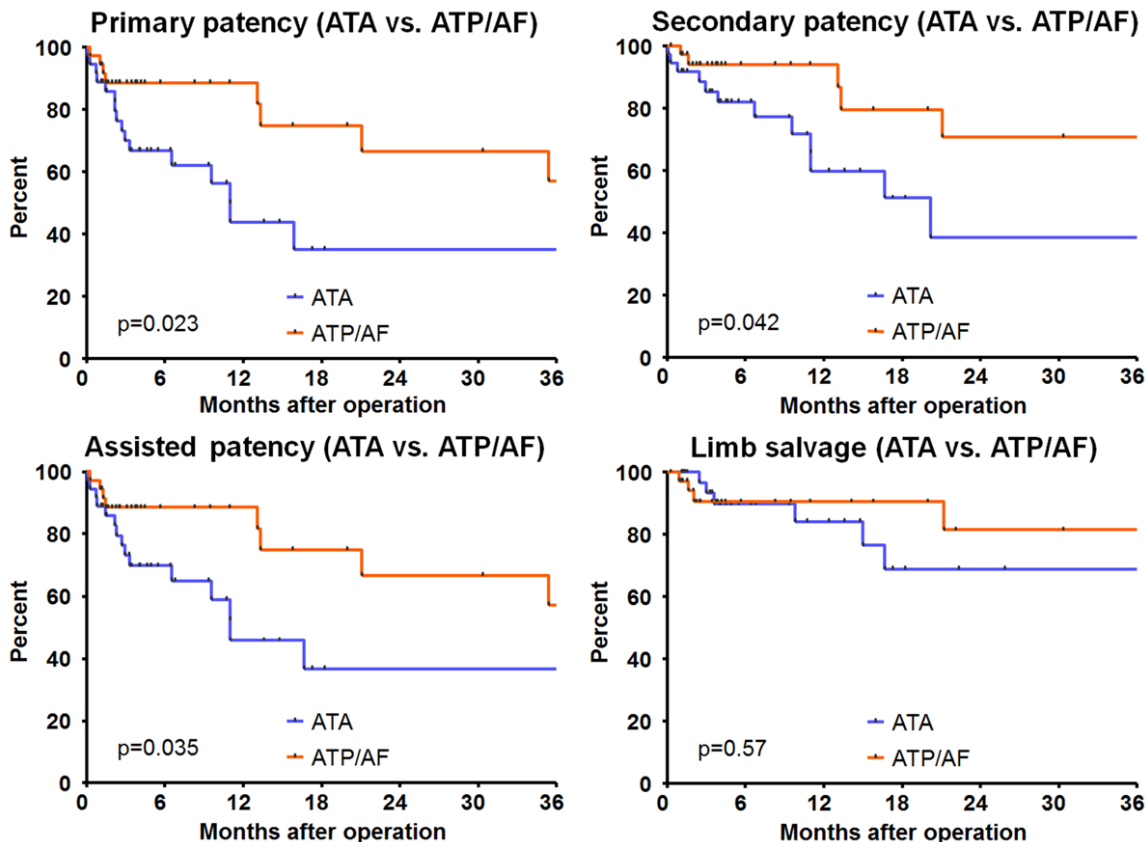 Primary patency (ATA vs. ATP/AF)
Percent
100
80
60
40
20
0
ATA
ATP/AF
p=0.023
0 6 12 18 24 30 36
Months after operation
Secondary patency (ATA vs. ATP/AF)
Percent
100
80
60
40
20
0
ATA
ATP/AF
p=0.042
0 6 12 18 24 30 36
Months after operation
Assisted patency (ATA vs. ATP/AF)
Percent
100
80
60
40
20
0
ATA
ATP/AF
p=0.035
0 6 12 18 24 30 36
Months after operation
Limb salvage (ATA vs. ATP/AF)
Percent
100
80
60
40
20
0
ATA
ATP/AF
p=0.57
0 6 12 18 24 30 36
Months after operation